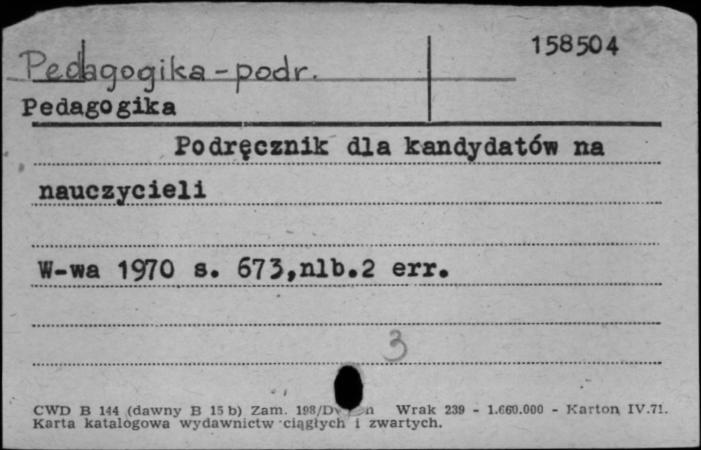 158504
Pedagogika - podr.
Pedagogika
Podręcznik dla kandydatów na
nauczycieli
W-wa 1970 s. 673,nlb.2 err.
3
CWD B 144 (dawny B 15 b) Zam. 198/ Wrak 239 - 1.660.000 - Karton IV.71.
Karta katalogowa wydawnictw ciągłych i zwartych.